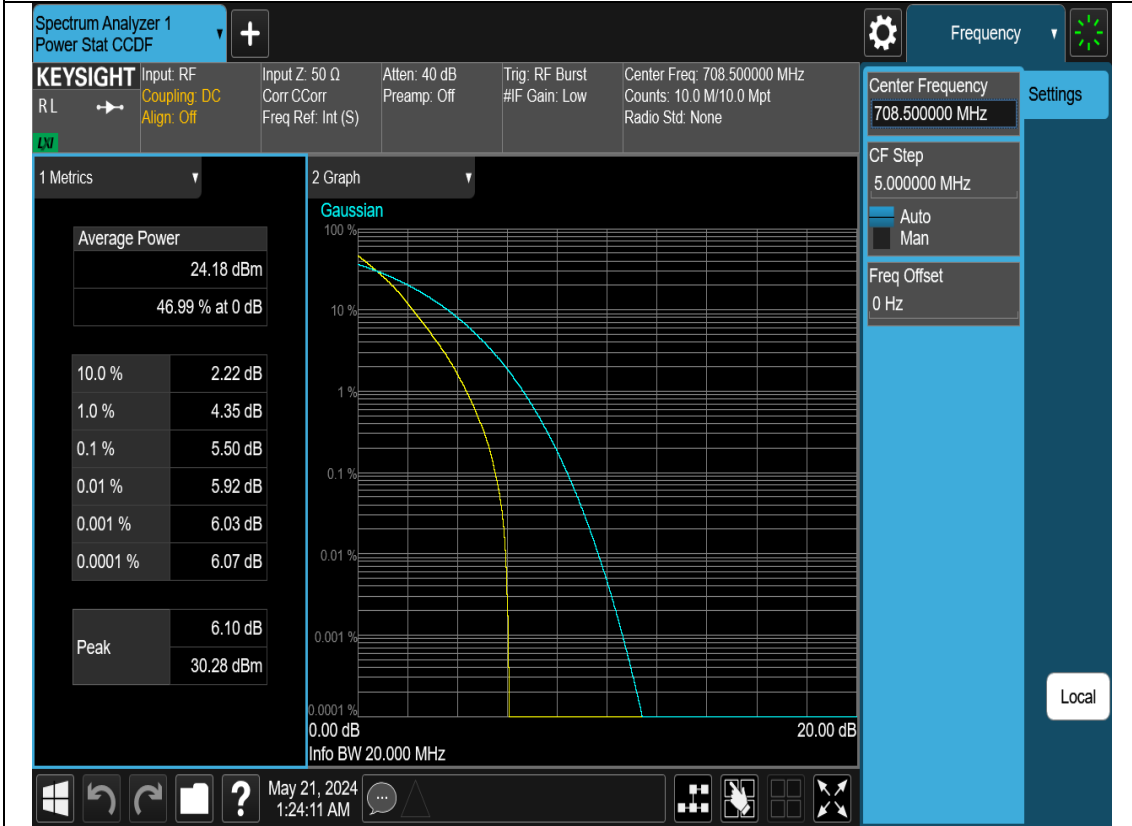 Spectrum Analyzer 1
Power Stat CCDF
+
Frequency
KEYSIGHT
RL
LXI
Input: RF
Coupling: DC
Align: Off
Input Z: 50 Ω
Corr CCorr
Freq Ref: Int (S)
Atten: 40 dB
Preamp: Off
Trig: RF Burst
#IF Gain: Low
Center Freq: 708.500000 MHz
Counts: 10.0 M/10.0 Mpt
Radio Std: None
Center Frequency
708.500000 MHz
Settings
CF Step
5.000000 MHz
Auto
Man
Freq Offset
0 Hz
1 Metrics
Average Power
24.18 dBm
46.99 % at 0 dB
10.0 % 2.22 dB
1.0 % 4.35 dB
0.1 % 5.50 dB
0.01 % 5.92 dB
0.001 % 6.03 dB
0.0001 % 6.07 dB
Peak
6.10 dB
30.28 dBm
2 Graph
Gaussian
100 %
10 %
1 %
0.1 %
0.01 %
0.001 %
0.0001 %
0.00 dB 20.00 dB
Info BW 20.000 MHz
Local
?
May 21, 2024
1:24:11 AM